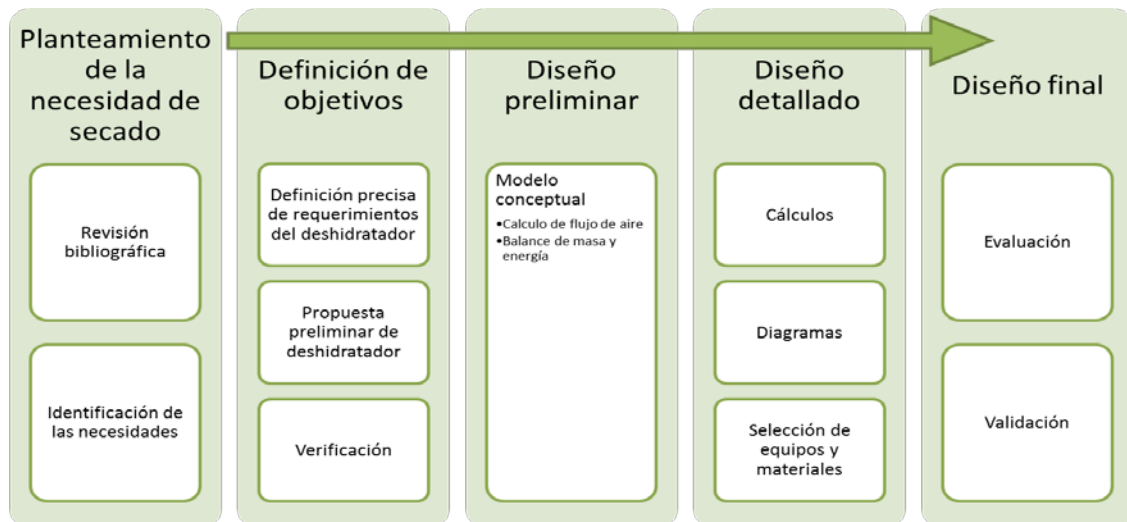 Planteamiento
de la
necesidad de
secado
Revisión
bibliográfica
Identificación de
las necesidades
Definición de
objetivos
Definición precisa
de requerimientos
del deshidratador
Propuesta
preliminar de
deshidratador
Verificación
Diseño
preliminar
Modelo
conceptual
•Calculo de flujo de aire
•Balance de masa y
energía
Diseño
detallado
Cálculos
Diagramas
Selección de
equipos y
materiales
Diseño final
Evaluación
Validación